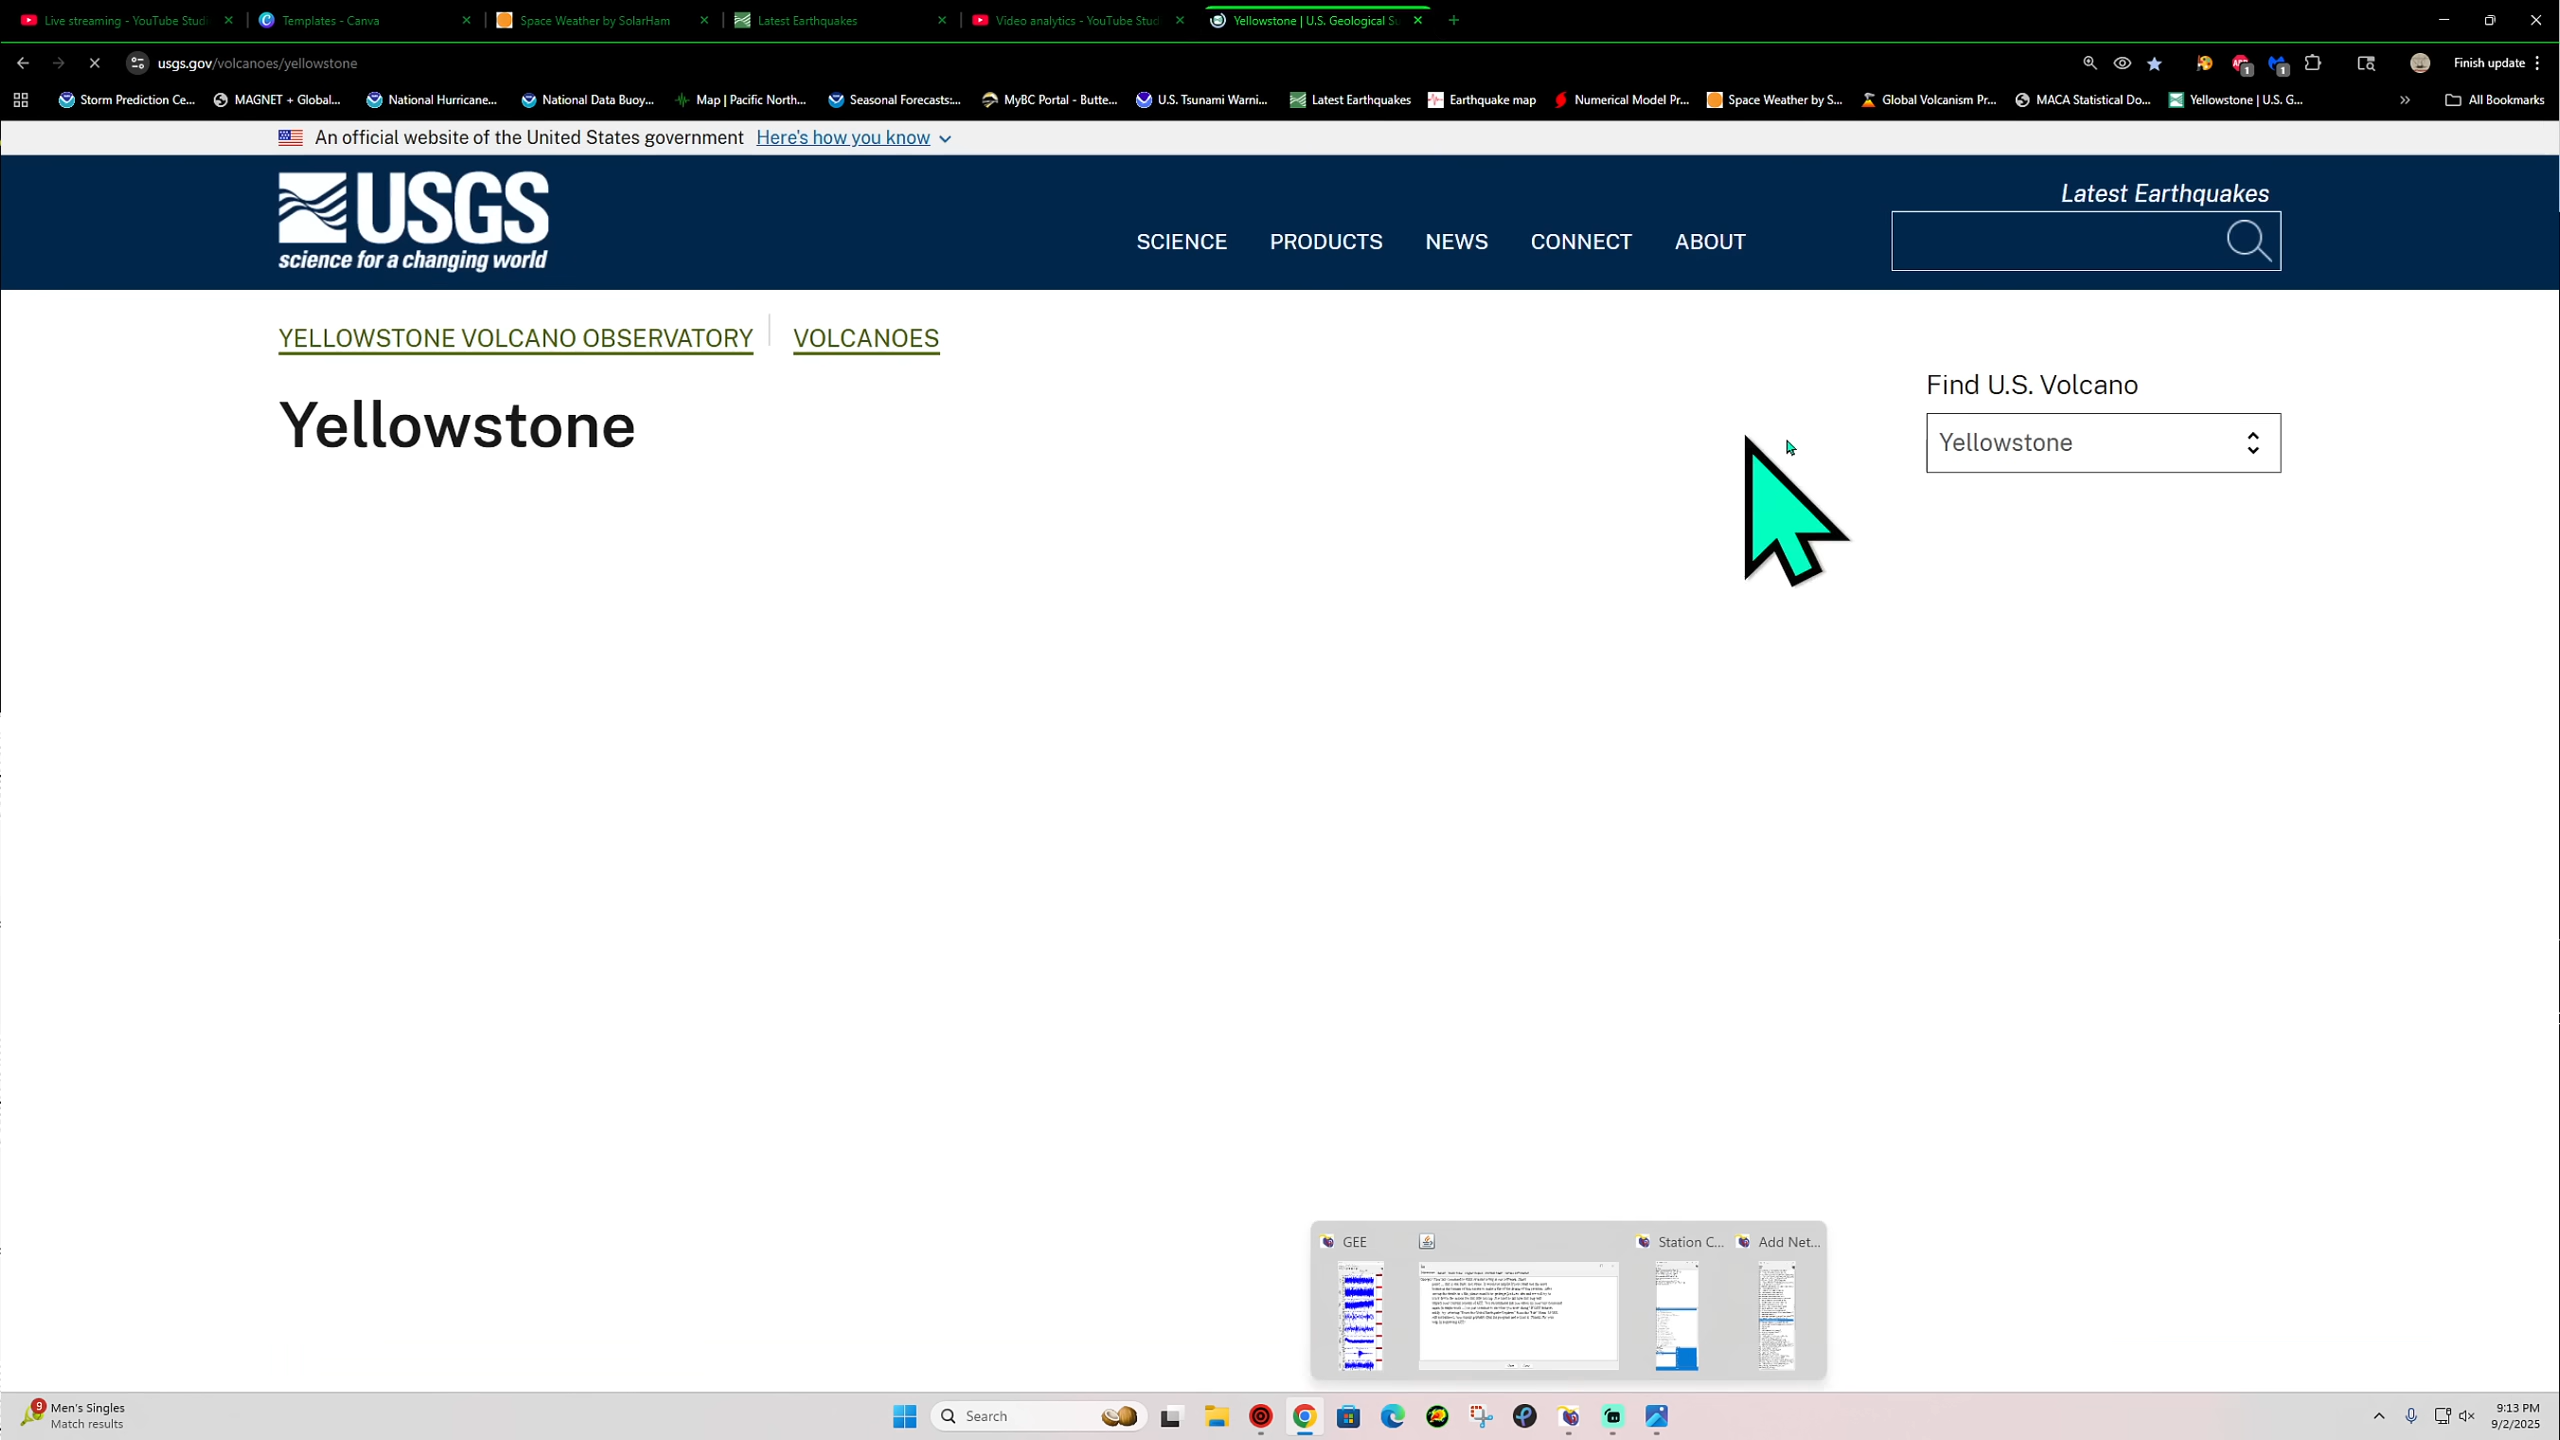 Live streaming - YouTube Studi
Templates - Canva
Space Weather by SolarHam
Latest Earthquakes
Video analytics - YouTube Stud
Yellowstone | U.S. Geological S
usgs.gov/volcanoes/yellowstone
Finish update
Storm Prediction Ce...
MAGNET + Global...
National Hurricane...
National Data Buoy...
Map | Pacific North...
Seasonal Forecasts:...
MyBC Portal - Butte...
U.S. Tsunami Warni...
Latest Earthquakes
Earthquake map
Numerical Model Pr...
Space Weather by S...
Global Volcanism Pr...
MACA Statistical Do...
Yellowstone | U.S. G...
All Bookmarks
An official website of the United States government Here's how you know
USGS
science for a changing world
SCIENCE PRODUCTS NEWS CONNECT ABOUT
Latest Earthquakes
YELLOWSTONE VOLCANO OBSERVATORY VOLCANOES
Yellowstone
Find U.S. Volcano
Yellowstone
GEE
Station C...
Add Net...
9
Men's Singles
Match results
Search
9:13 PM
9/2/2025